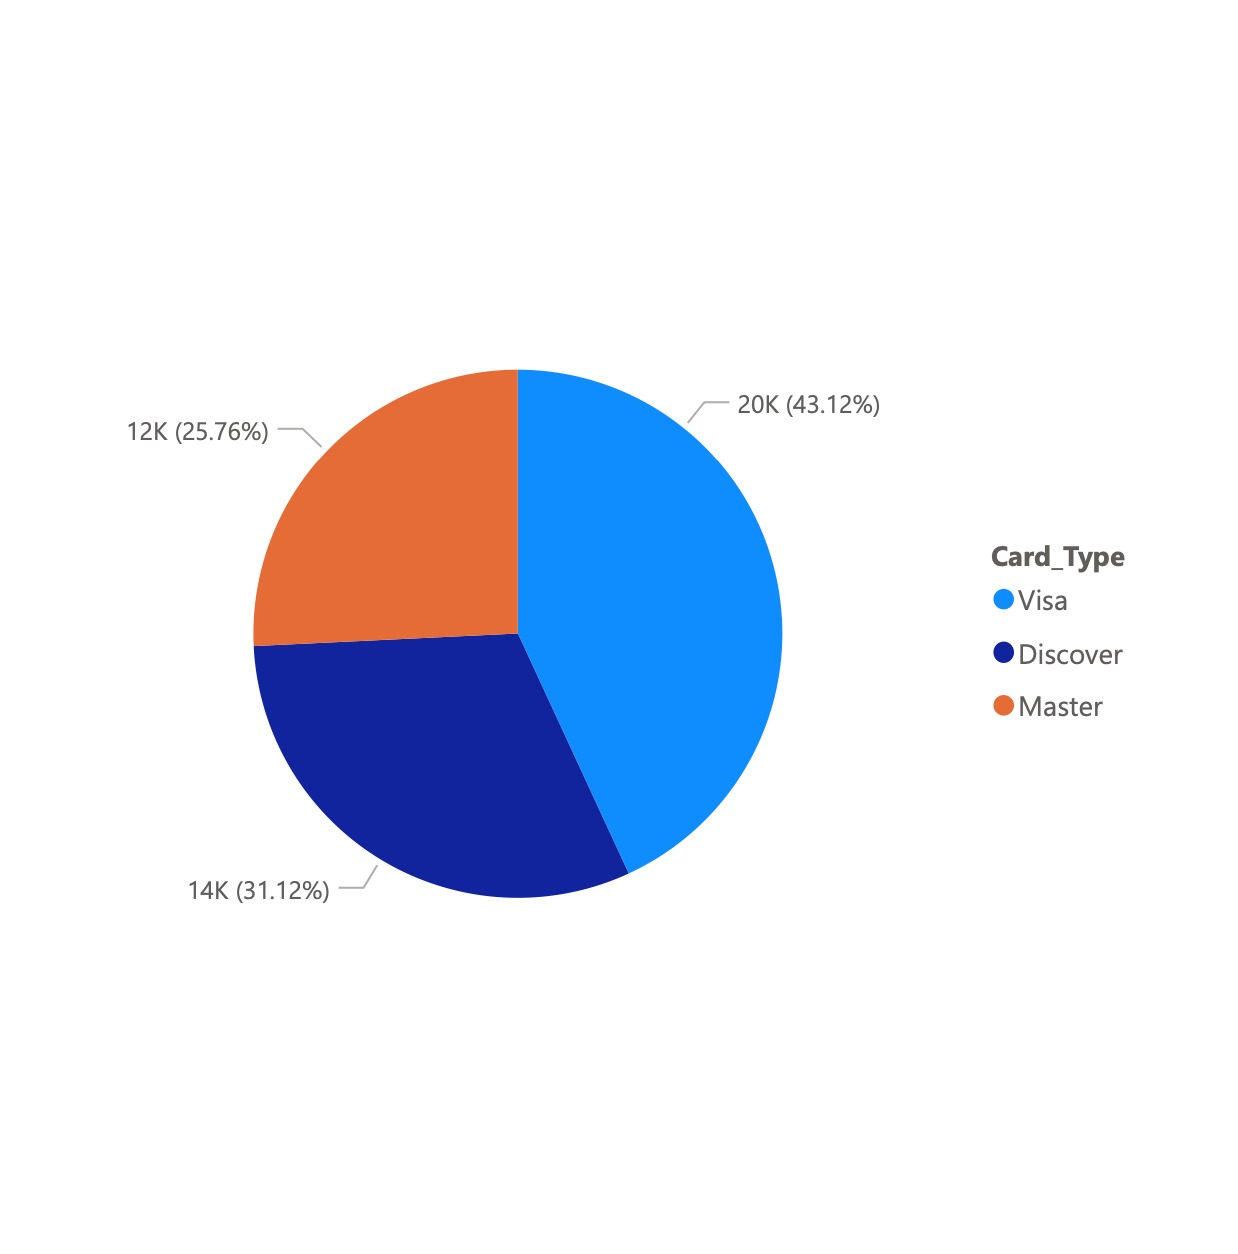 20K (43.12%)
12K (25.76%)
14K (31.12%)
Card_Type
Visa
Discover
Master